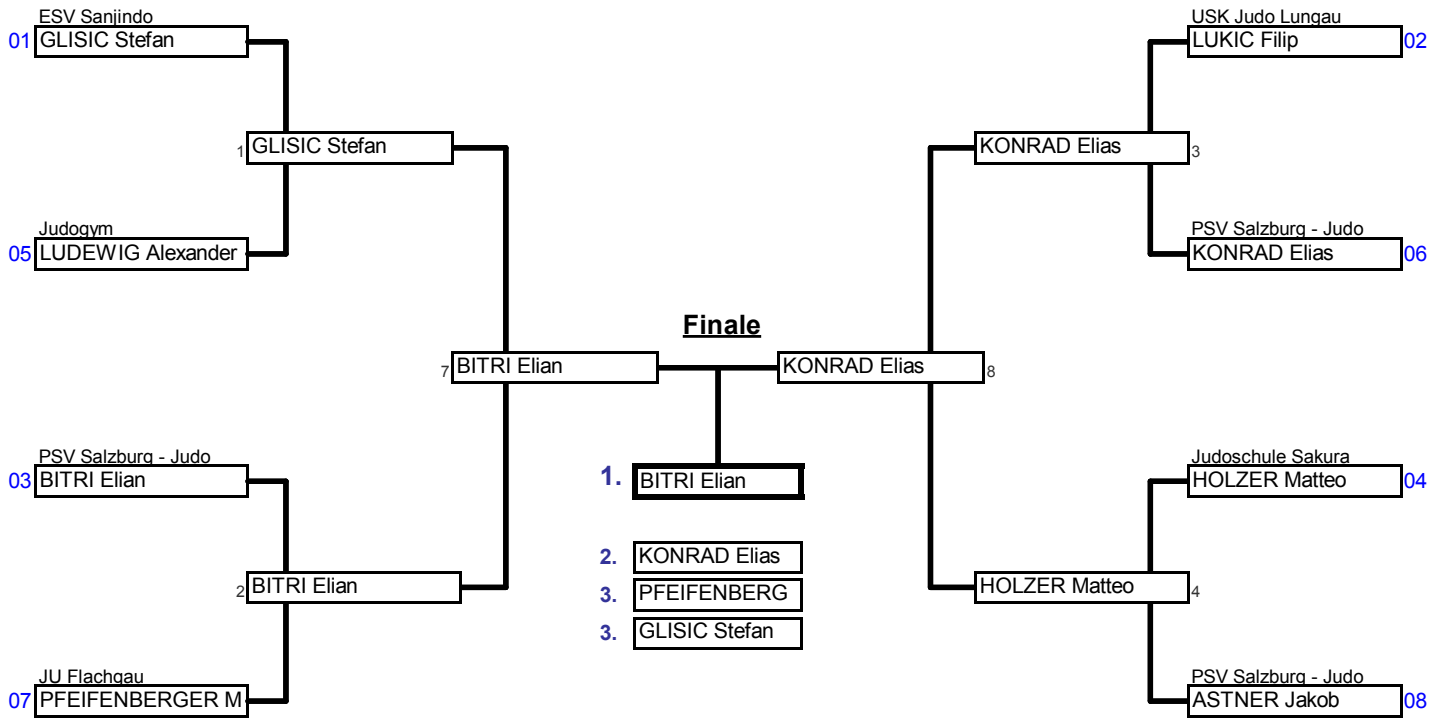 ESV Sanjindo
01 GLISIC Stefan
USK Judo Lungau
LUKIC Filip 02
1 GLISIC Stefan
KONRAD Elias 3
Judogym
05 LUDEWIG Alexander
PSV Salzburg - Judo
KONRAD Elias 06
Finale
7 BITRI Elian
KONRAD Elias 8
PSV Salzburg - Judo
03 BITRI Elian
1. BITRI Elian
Judoschule Sakura
HOLZER Matteo 04
2. KONRAD Elias
3. PFEIFENBERG
3. GLISIC Stefan
2 BITRI Elian
HOLZER Matteo 4
JU Flachgau
07 PFEIFENBERGER M
PSV Salzburg - Judo
ASTNER Jakob 08